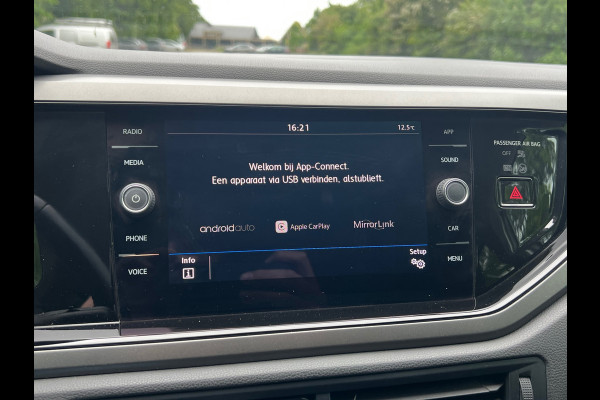 RADIO
MEDIA
PHONE
VOICE
16:21
12.5°C
Welkom bij App-Connect.
Een apparaat via USB verbinden, alstublieft.
androidauto
Apple CarPlay
MirrorLink
Info
Setup
APP
SOUND
CAR
MENU
PASSENGER AIR BAG
OFF